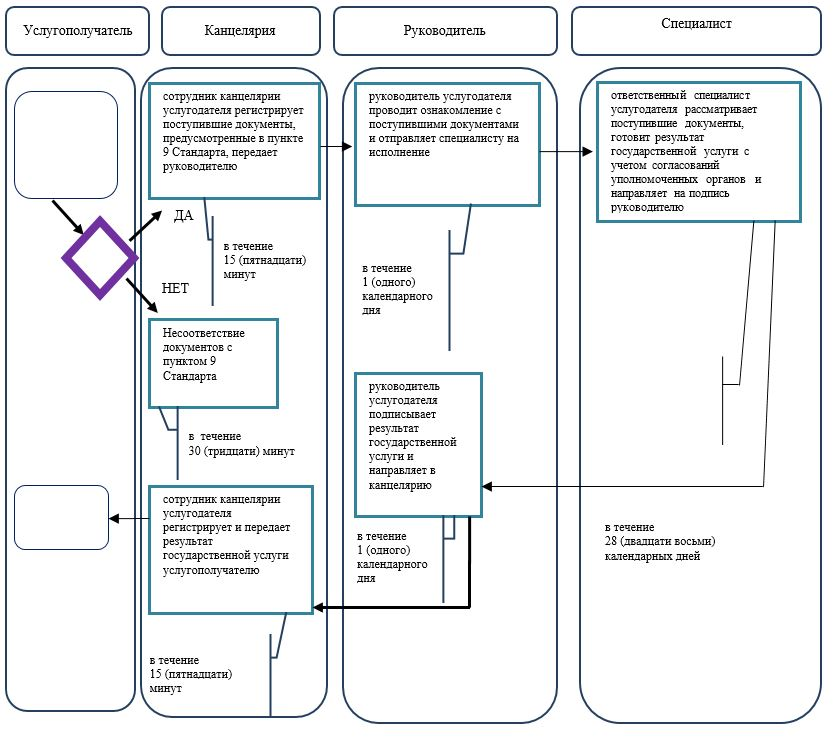 Услугополучатель
Канцелярия
Руководитель
Специалист
сотрудник канцелярии
услугодателя регистрирует
поступившие документы,
предусмотренные в пункте
9 Стандарта, передает
руководителю
руководитель услугодателя
проводит ознакомление с
поступившими документами
и отправляет специалисту на
исполнение
ответственный специалист
услугодателя рассматривает
поступившие документы,
готовит результат
государственной услуги с
учетом согласований
уполномоченных органов и
направляет на подпись
руководителю
ДА
в течение
15 (пятнадцати)
минут
в течение
1 (одного)
календарного
дня
НЕТ
Несоответствие
документов с
пунктом 9
Стандарта
в течение
30 (тридцати) минут
руководитель
услугодателя
подписывает
результат
государственной
услуги и
направляет в
канцелярию
сотрудник канцелярии
услугодателя
регистрирует и передает
результат
государственной услуги
услугополучателю
в течение
1 (одного)
календарного
дня
в течение
28 (двадцати восьми)
календарных дней
в течение
15 (пятнадцати)
минут